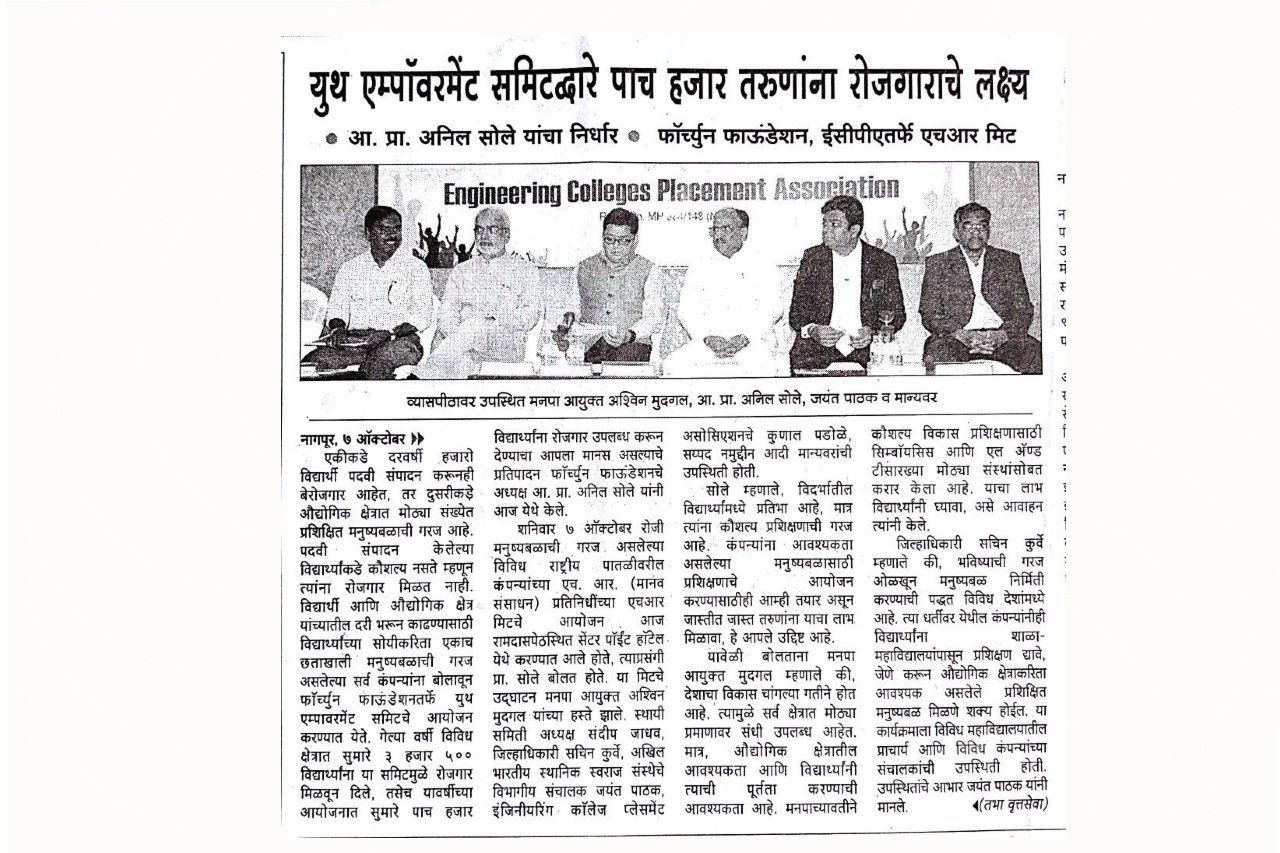 युथ एम्पॉवरमेंट समिटद्वारे पाच हजार तरुणांना रोजगाराचे लक्ष्य
● आ. प्रा. अनिल सोले यांचा निर्धार ● फॉर्च्युन फाऊंडेशन, ईसीपीएतर्फे एचआर मिट
Engineering Colleges Placement Association
व्यासपीठावर उपस्थित मनपा आयुक्त अश्विन मुदगल, आ. प्रा. अनिल सोले, जयंत पाठक व मान्यवर
नागपूर, ७ ऑक्टोबर
एकीकडे दरवर्षी हजारो
विद्यार्थी पदवी संपादन करूनही
बेरोजगार आहेत, तर दुसरीकडे
औद्योगिक क्षेत्रात मोठ्या संख्येत
प्रशिक्षित मनुष्यबळाची गरज आहे.
पदवी संपादन केलेल्या
विद्यार्थ्यांकडे कौशल्य नसते म्हणून
त्यांना रोजगार मिळत नाही.
विद्यार्थी आणि औद्योगिक क्षेत्र
यांच्यातील दरी भरून काढण्यासाठी
विद्यार्थ्यांच्या सोयीकरिता एकाच
छताखाली मनुष्यबळाची गरज
असलेल्या सर्व कंपन्यांना बोलावून
फॉर्च्युन फाऊंडेशनतर्फे युथ
एम्पावरमेंट समिटचे आयोजन
करण्यात येते. गेल्या वर्षी विविध
क्षेत्रात सुमारे ३ हजार ५००
विद्यार्थ्यांना या समिटमुळे रोजगार
मिळवून दिले, तसेच यावर्षीच्या
आयोजनात सुमारे पाच हजार
विद्यार्थ्यांना रोजगार उपलब्ध करून
देण्याचा आपला मानस असल्याचे
प्रतिपादन फॉर्च्युन फाऊंडेशनचे
अध्यक्ष आ. प्रा. अनिल सोले यांनी
आज येथे केले.
शनिवार ७ ऑक्टोबर रोजी
मनुष्यबळाची गरज असलेल्या
विविध राष्ट्रीय पातळीवरील
कंपन्यांच्या एच. आर. (मानंव
संसाधन) प्रतिनिधींच्या एचआर
मिटचे आयोजन आज
रामदासपेठस्थित सेंटर पॉईंट हॉटेल
येथे करण्यात आले होते, त्याप्रसंगी
प्रा. सोले बोलत होते. या मिटचे
उद्घाटन मनपा आयुक्त अश्विन
मुदगल यांच्या हस्ते झाले. स्थायी
समिती अध्यक्ष संदीप जाधव,
जिल्हाधिकारी सचिन कुर्वे, अखिल
भारतीय स्थानिक स्वराज संस्थेचे
विभागीय संचालक जयंत पाठक,
इंजिनीयरिंग कॉलेज प्लेसमेंट
असोसिएशनचे कुणाल पडोळे,
सय्यद नमुद्दीन आदी मान्यवरांची
उपस्थिती होती.
सोले म्हणाले, विदर्भातील
विद्यार्थ्यांमध्ये प्रतिभा आहे, मात्र
त्यांना कौशल्य प्रशिक्षणाची गरज
आहे. कंपन्यांना आवश्यकता
असलेल्या मनुष्यबळासाठी
प्रशिक्षणाचे आयोजन
करण्यासाठीही आम्ही तयार असून
जास्तीत जास्त तरुणांना याचा लाभ
मिळावा, हे आपले उद्दिष्ट आहे.
यावेळी बोलताना मनपा
आयुक्त मुदगल म्हणाले की,
देशाचा विकास चांगल्या गतीने होत
आहे. त्यामुळे सर्व क्षेत्रात मोठ्या
प्रमाणावर संधी उपलब्ध आहेत.
मात्र, औद्योगिक क्षेत्रातील
आवश्यकता आणि विद्यार्थ्यांनी
त्याची पूर्तता करण्याची
आवश्यकता आहे. मनपाच्यावतीने
कौशल्य विकास प्रशिक्षणासाठी
सिम्बॉयसिस आणि एल ॲण्ड
टीसारख्या मोठ्या संस्थांसोबत
करार केला आहे. याचा लाभ
विद्यार्थ्यांनी घ्यावा, असे आवाहन
त्यांनी केले.
जिल्हाधिकारी सचिन कुर्वे
म्हणाले की, भविष्याची गरज
ओळखून मनुष्यबळ निर्मिती
करण्याची पद्धत विविध देशांमध्ये
आहे. त्या धर्तीवर येथील कंपन्यांनीही
विद्यार्थ्यांना शाळा-
महाविद्यालयांपासून प्रशिक्षण द्यावे,
जेणे करून औद्योगिक क्षेत्राकरिता
आवश्यक असलेले प्रशिक्षित
मनुष्यबळ मिळणे शक्य होईल. या
कार्यक्रमाला विविध महाविद्यालयातील
प्राचार्य आणि विविध कंपन्यांच्या
संचालकांची उपस्थिती होती.
उपस्थितांचे आभार जयंत पाठक यांनी
मानले. (तभा वृत्तसेवा)